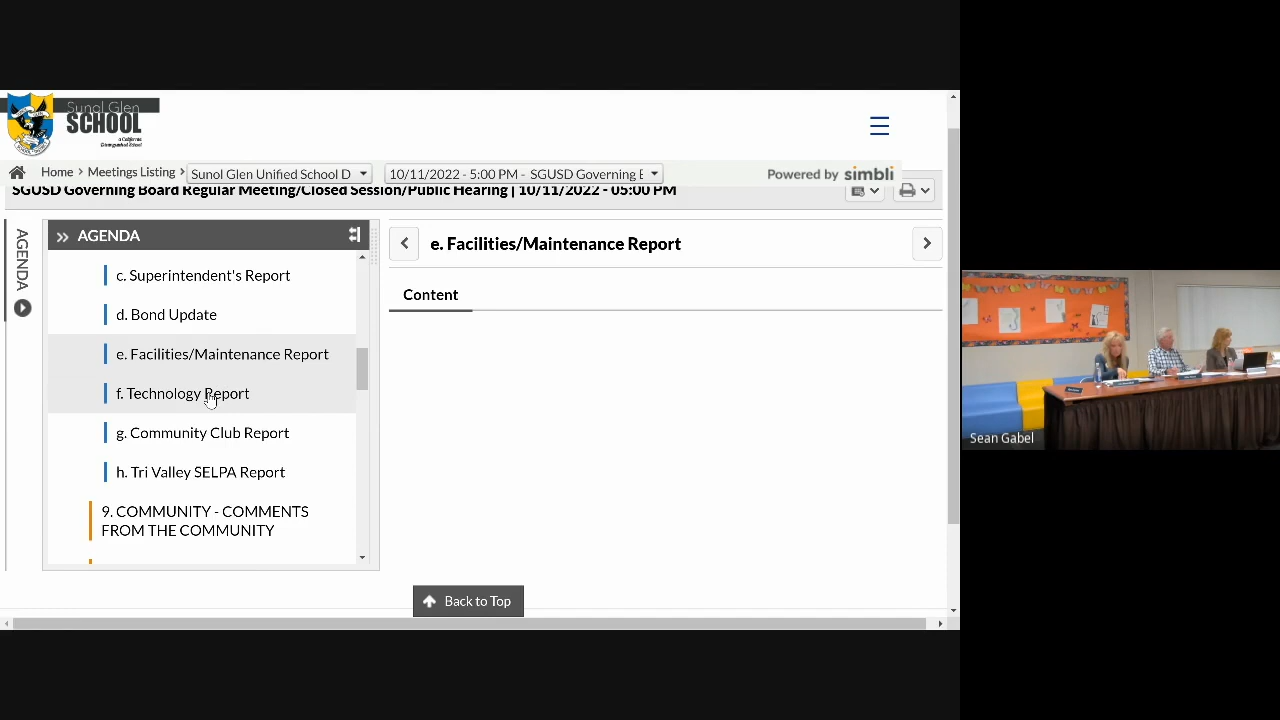 Sunol Glen
SCHOOL
a California
Distinguished School
Home > Meetings Listing > Sunol Glen Unified School D 10/11/2022 - 5:00 PM - SGUSD Governing B
Powered by simbli
SGUSD Governing Board Regular Meeting/Closed Session/Public Hearing | 10/11/2022 - 05:00 PM
AGENDA
AGENDA
c. Superintendent's Report
d. Bond Update
e. Facilities/Maintenance Report
f. Technology Report
g. Community Club Report
h. Tri Valley SELPA Report
9. COMMUNITY - COMMENTS
FROM THE COMMUNITY
e. Facilities/Maintenance Report
Content
Back to Top
Sean Gabel